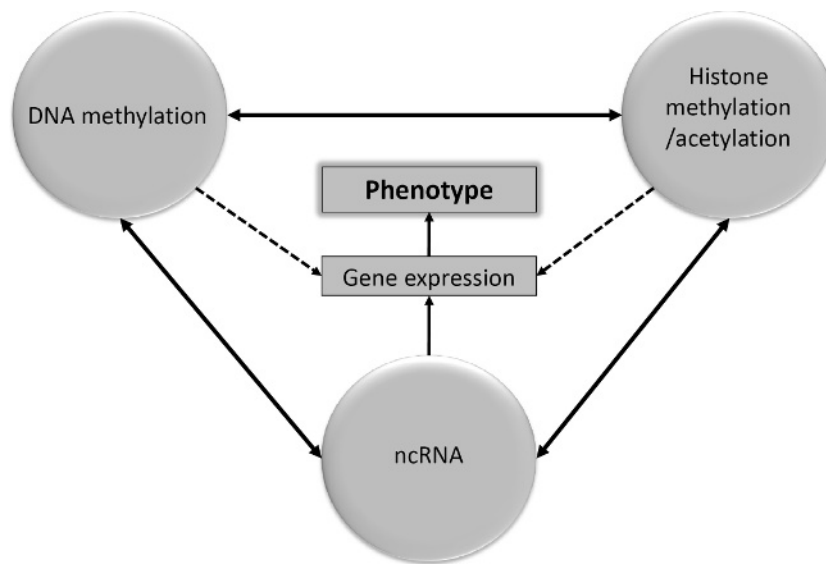 DNA methylation
Histone
methylation
/acetylation
Phenotype
Gene expression
ncRNA